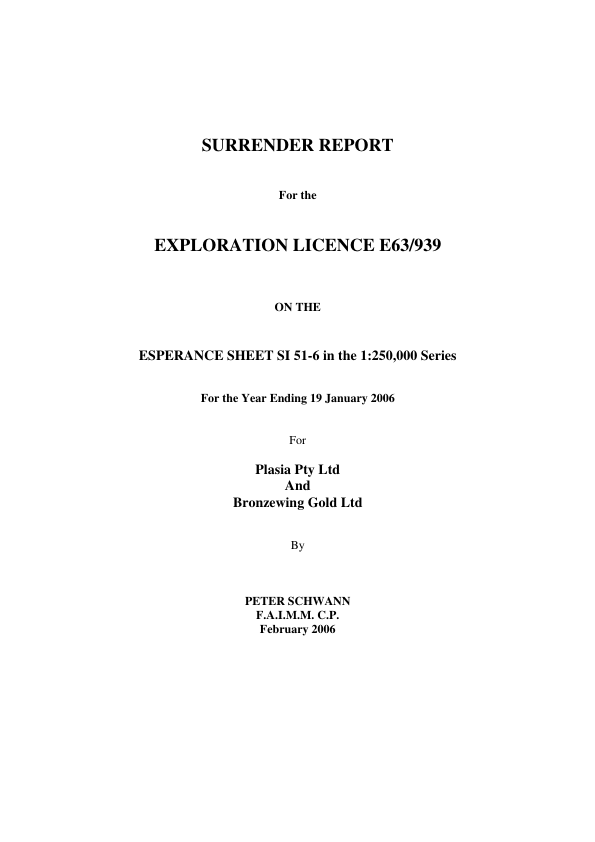 SURRENDER REPORT
For the
EXPLORATION LICENCE E63/939
ON THE
ESPERANCE SHEET SI 51-6 in the 1:250,000 Series
For the Year Ending 19 January 2006
For
Plasia Pty Ltd
And
Bronzewing Gold Ltd
By
PETER SCHWANN
F.A.I.M.M. C.P.
February 2006